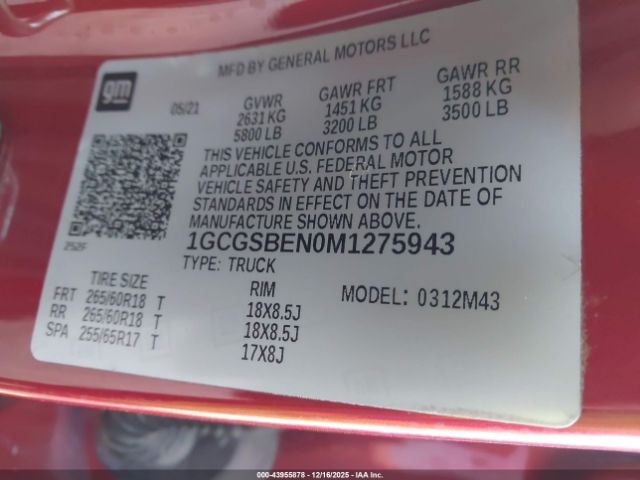 MFD BY GENERAL MOTORS LLC
gm
05/21 GVWR GAWR FRT GAWR RR
2631 KG 1451 KG 1588 KG
5800 LB 3200 LB 3500 LB
THIS VEHICLE CONFORMS TO ALL
APPLICABLE U.S. FEDERAL MOTOR
VEHICLE SAFETY AND THEFT PREVENTION
STANDARDS IN EFFECT ON THE DATE OF
MANUFACTURE SHOWN ABOVE.
252F
1GCGSBEN0M1275943
TYPE: TRUCK
TIRE SIZE RIM MODEL: 0312M43
FRT 265/60R18 T 18X8.5J
RR 265/60R18 T 18X8.5J
SPA 255/65R17 T 17X8J
000-43955878 - 12/16/2025 - IAA Inc.